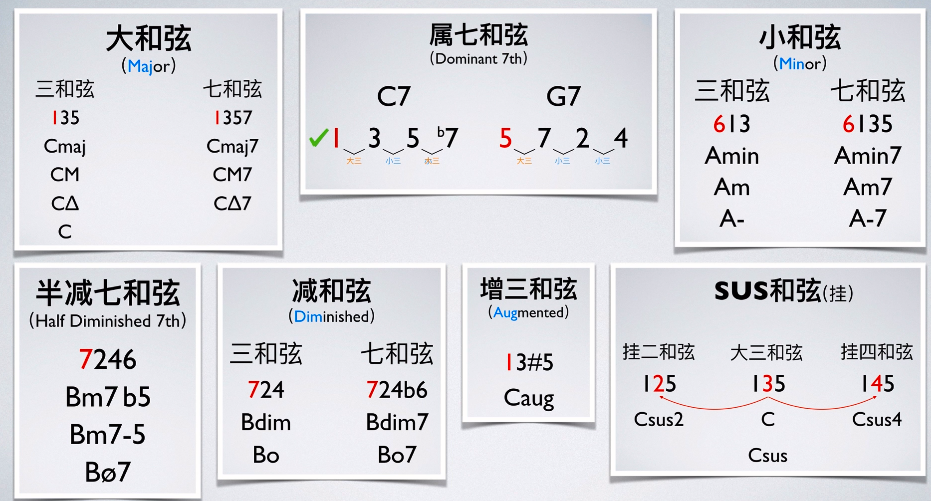 大和弦
(Major)
三和弦 七和弦
135 1357
Cmaj Cmaj7
CM CM7
C∆ C∆7
C
属七和弦
(Dominant 7th)
C7 G7
✓1 3 5 b7 5 7 2 4
大三 小三 小三 大三 小三 小三
小和弦
(Minor)
三和弦 七和弦
613 6135
Amin Amin7
Am Am7
A- A-7
半减七和弦
(Half Diminished 7th)
7246
Bm7 b5
Bm7-5
Bø7
减和弦
(Diminished)
三和弦 七和弦
724 724b6
Bdim Bdim7
Bo Bo7
增三和弦
(Augmented)
13#5
Caug
SUS和弦(挂)
挂二和弦 大三和弦 挂四和弦
125 135 145
Csus2 C Csus4
Csus